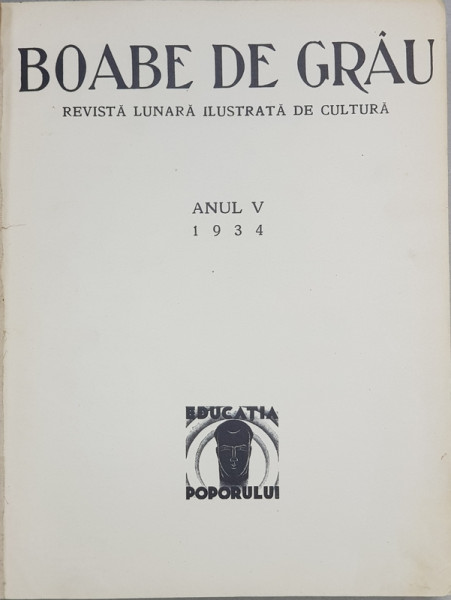 BOABE DE GRÂU
REVISTĂ LUNARĂ ILUSTRATĂ DE CULTURĂ
ANUL V
1934
EDUCAȚIA
POPORULUI